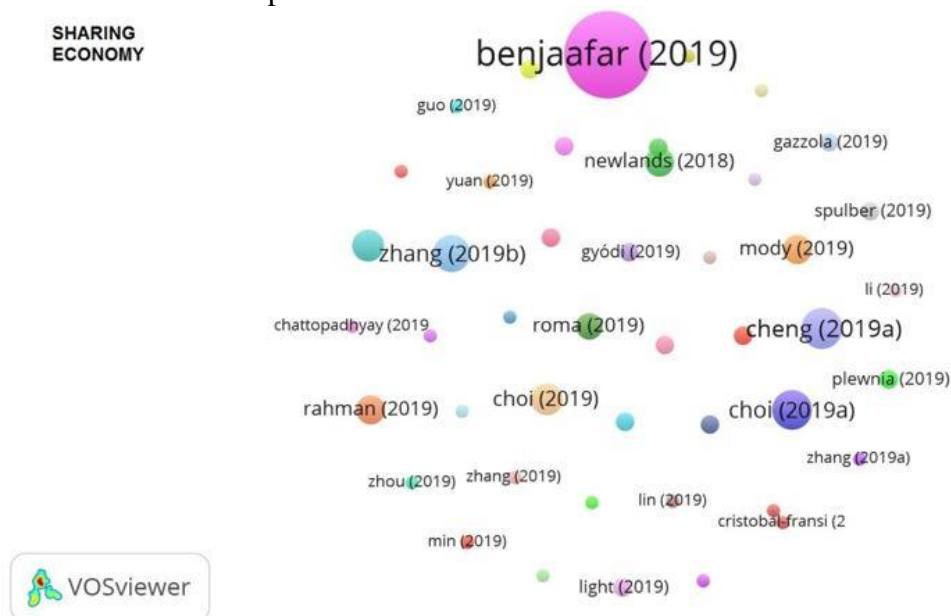 SHARING
ECONOMY
benjaafar (2019)
guo (2019)
gazzola (2019)
newlands (2018)
yuan (2019)
spulber (2019)
zhang (2019b)
gyódi (2019)
mody (2019)
li (2019)
chattopadhyay (2019
roma (2019)
cheng (2019a)
plewnia (2019)
rahman (2019)
choi (2019)
choi (2019a)
zhang (2019a)
zhou (2019)
zhang (2019)
lin (2019)
cristobal-fransi (2
min (2019)
light (2019)
VOSviewer